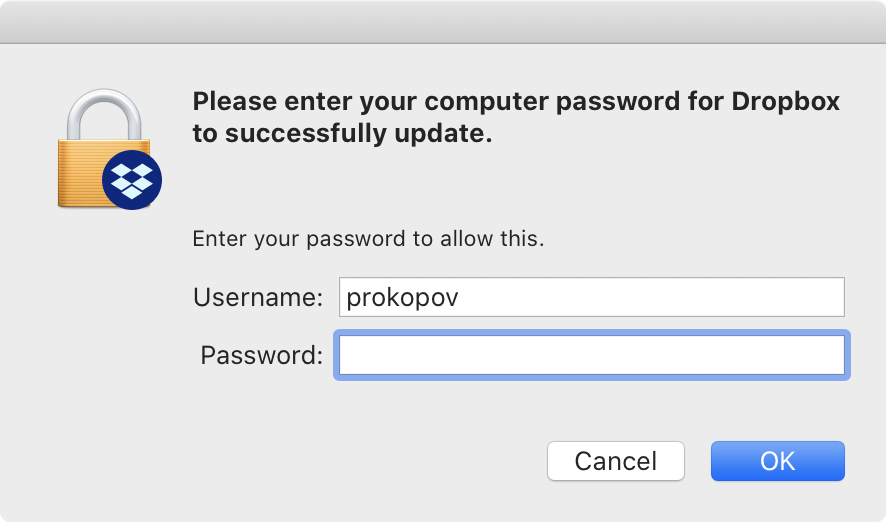 Please enter your computer password for Dropbox
to successfully update.
Enter your password to allow this.
Username: prokopov
Password:
Cancel OK